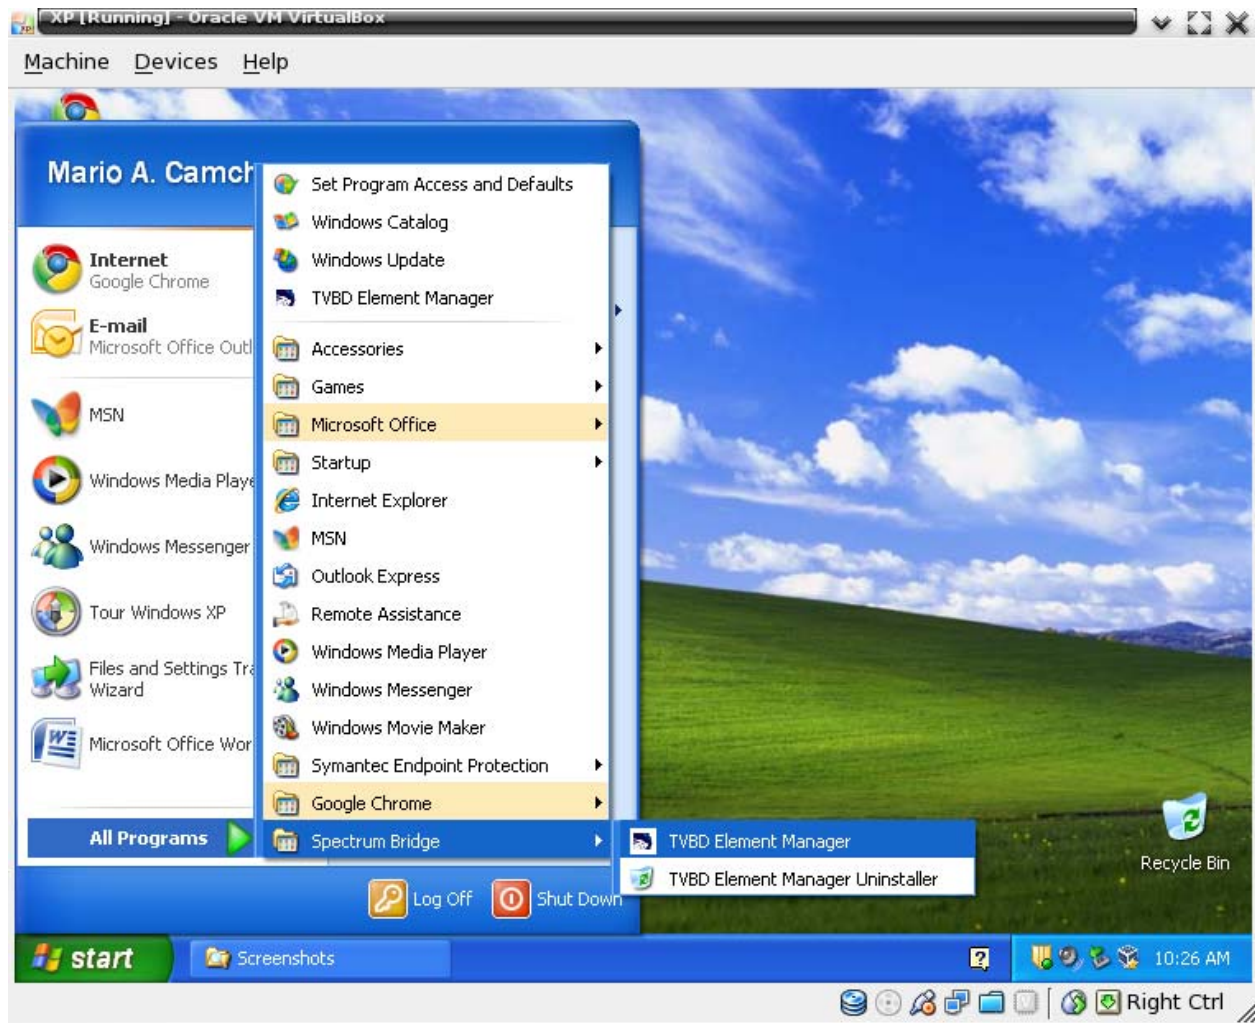 XP [Running] - Oracle VM VirtualBox
Machine Devices Help
Mario A. Camch
Internet
Google Chrome
E-mail
Microsoft Office Outl
MSN
Windows Media Playe
Windows Messenger
Tour Windows XP
Files and Settings Tra
Wizard
Microsoft Office Wor
All Programs
Set Program Access and Defaults
Windows Catalog
Windows Update
TVBD Element Manager
Accessories
Games
Microsoft Office
Startup
Internet Explorer
MSN
Outlook Express
Remote Assistance
Windows Media Player
Windows Messenger
Windows Movie Maker
Symantec Endpoint Protection
Google Chrome
Spectrum Bridge
TVBD Element Manager
TVBD Element Manager Uninstaller
Recycle Bin
Log Off Shut Down
start Screenshots 10:26 AM
Right Ctrl